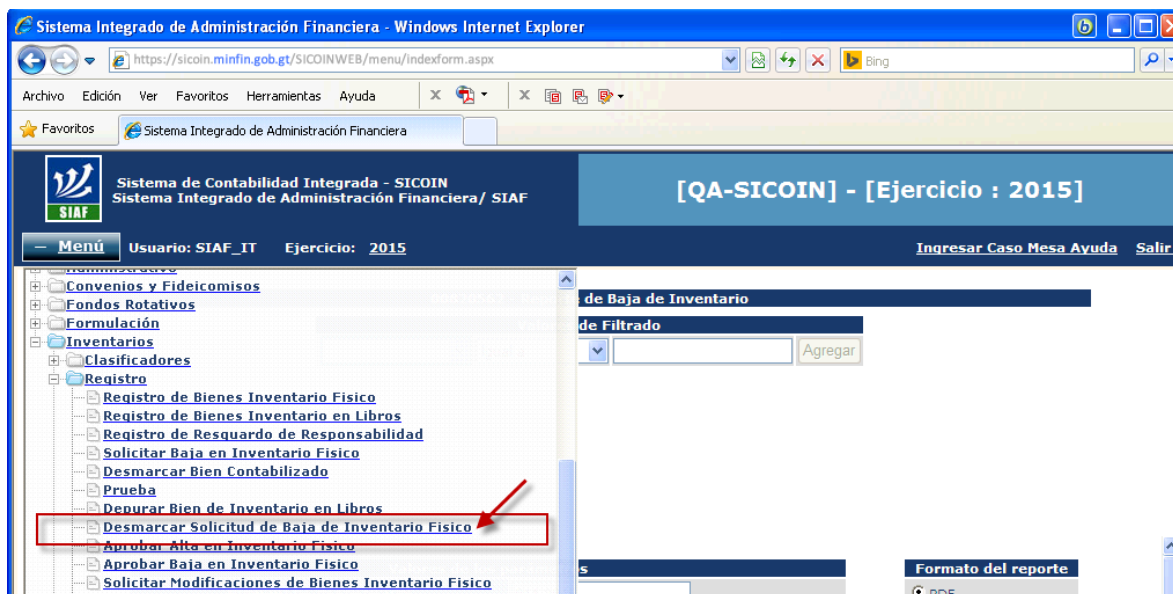 Sistema Integrado de Administración Financiera - Windows Internet Explorer
https://sicoin.minfin.gob.gt/SICOINWEB/menu/indexform.aspx
Bing
Archivo Edición Ver Favoritos Herramientas Ayuda
Favoritos
Sistema Integrado de Administración Financiera
SIAF
Sistema de Contabilidad Integrada - SICOIN
Sistema Integrado de Administración Financiera/ SIAF
[QA-SICOIN] - [Ejercicio : 2015]
— Menú Usuario: SIAF_IT Ejercicio: 2015
Ingresar Caso Mesa Ayuda Salir
Administrativo
Convenios y Fideicomisos
Fondos Rotativos
Formulación
Inventarios
Clasificadores
Registro
Registro de Bienes Inventario Fisico
Registro de Bienes Inventario en Libros
Registro de Resguardo de Responsabilidad
Solicitar Baja en Inventario Fisico
Desmarcar Bien Contabilizado
Prueba
Depurar Bien de Inventario en Libros
Desmarcar Solicitud de Baja de Inventario Fisico
Aprobar Alta en Inventario Fisico
Aprobar Baja en Inventario Fisico
Solicitar Modificaciones de Bienes Inventario Fisico
de Baja de Inventario
de Filtrado
Agregar
Formato del reporte
PDF